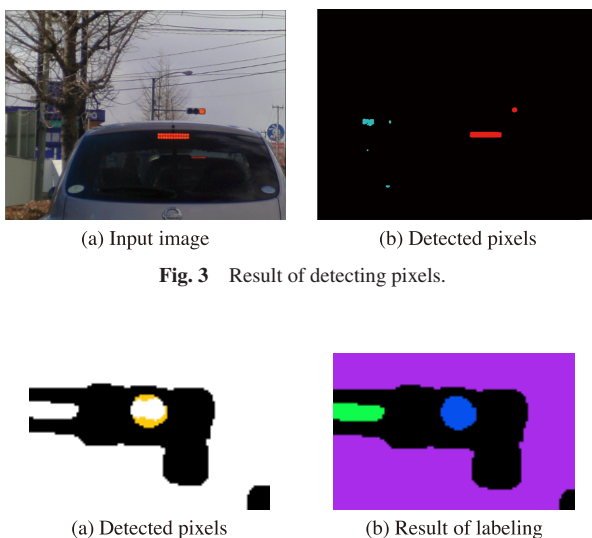 (a) Input image
(b) Detected pixels
Fig. 3 Result of detecting pixels.
(a) Detected pixels
(b) Result of labeling